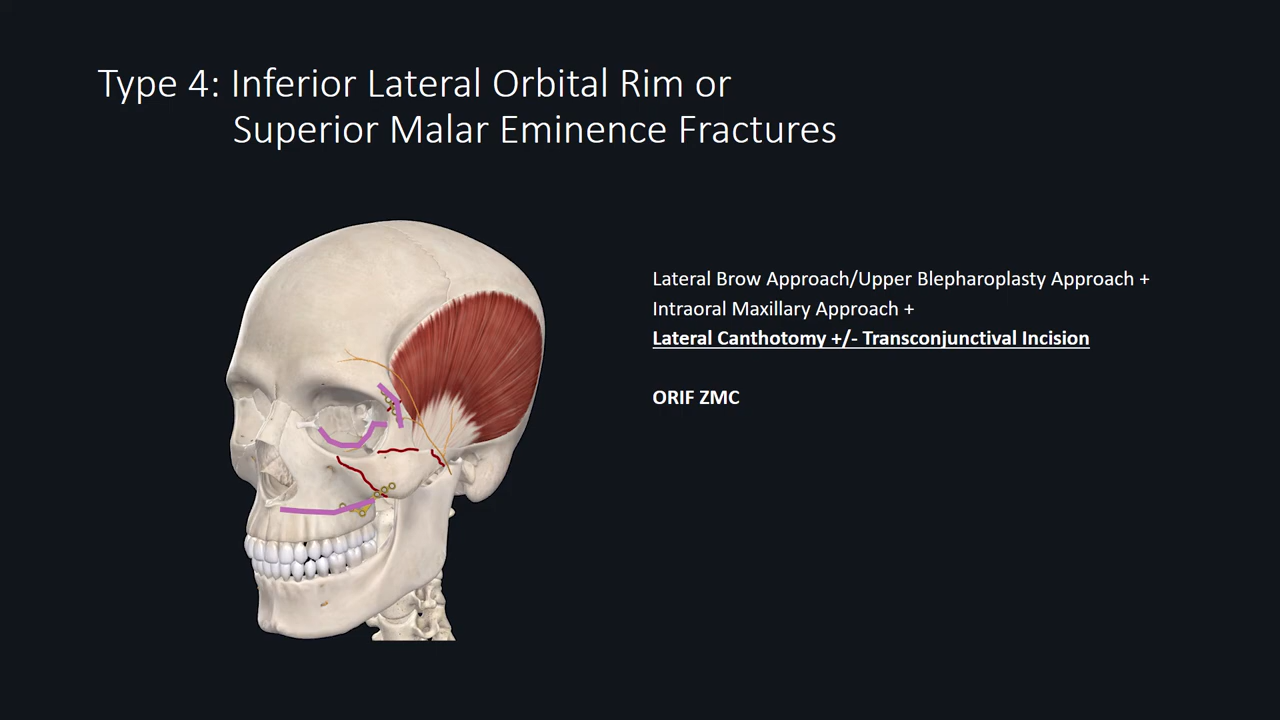 Type 4: Inferior Lateral Orbital Rim or
Superior Malar Eminence Fractures
Lateral Brow Approach/Upper Blepharoplasty Approach +
Intraoral Maxillary Approach +
Lateral Canthotomy +/- Transconjunctival Incision
ORIF ZMC